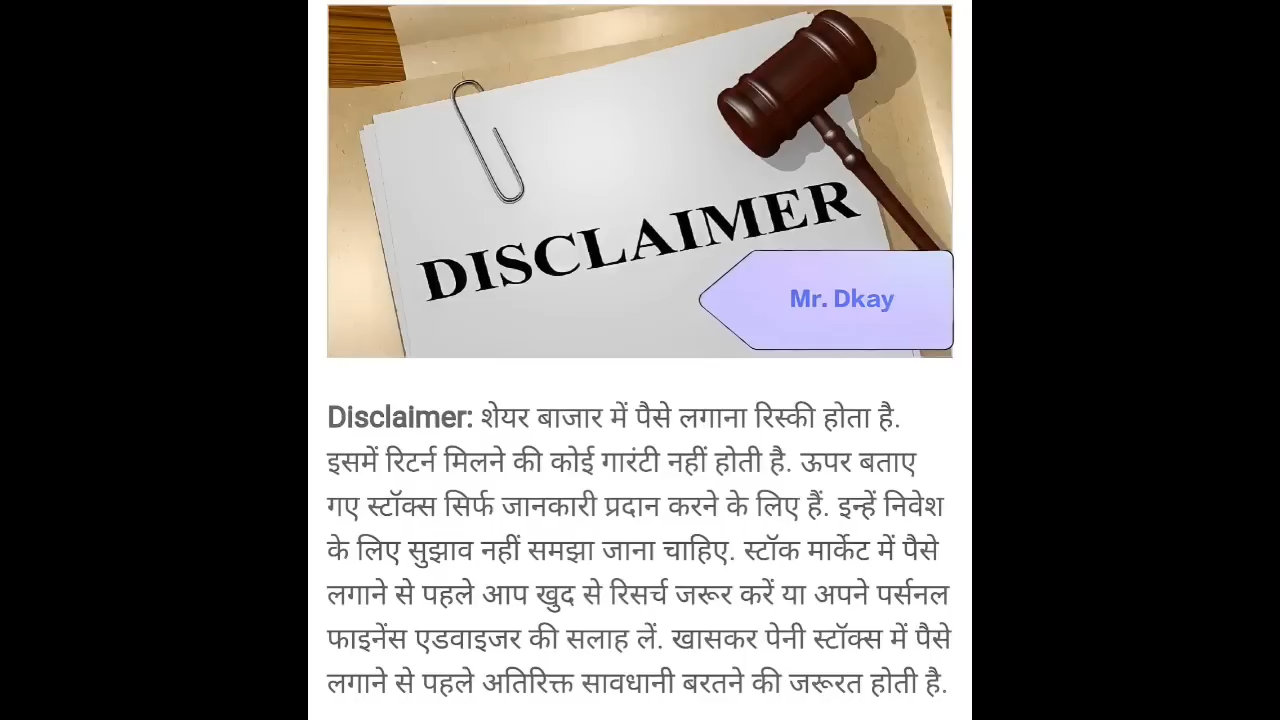 DISCLAIMER
Mr. Dkay
Disclaimer: शेयर बाजार में पैसे लगाना रिस्की होता है.
इसमें रिटर्न मिलने की कोई गारंटी नहीं होती है. ऊपर बताए
गए स्टॉक्स सिर्फ जानकारी प्रदान करने के लिए हैं. इन्हें निवेश
के लिए सुझाव नहीं समझा जाना चाहिए. स्टॉक मार्केट में पैसे
लगाने से पहले आप खुद से रिसर्च जरूर करें या अपने पर्सनल
फाइनेंस एडवाइजर की सलाह लें. खासकर पेनी स्टॉक्स में पैसे
लगाने से पहले अतिरिक्त सावधानी बरतने की जरूरत होती है.